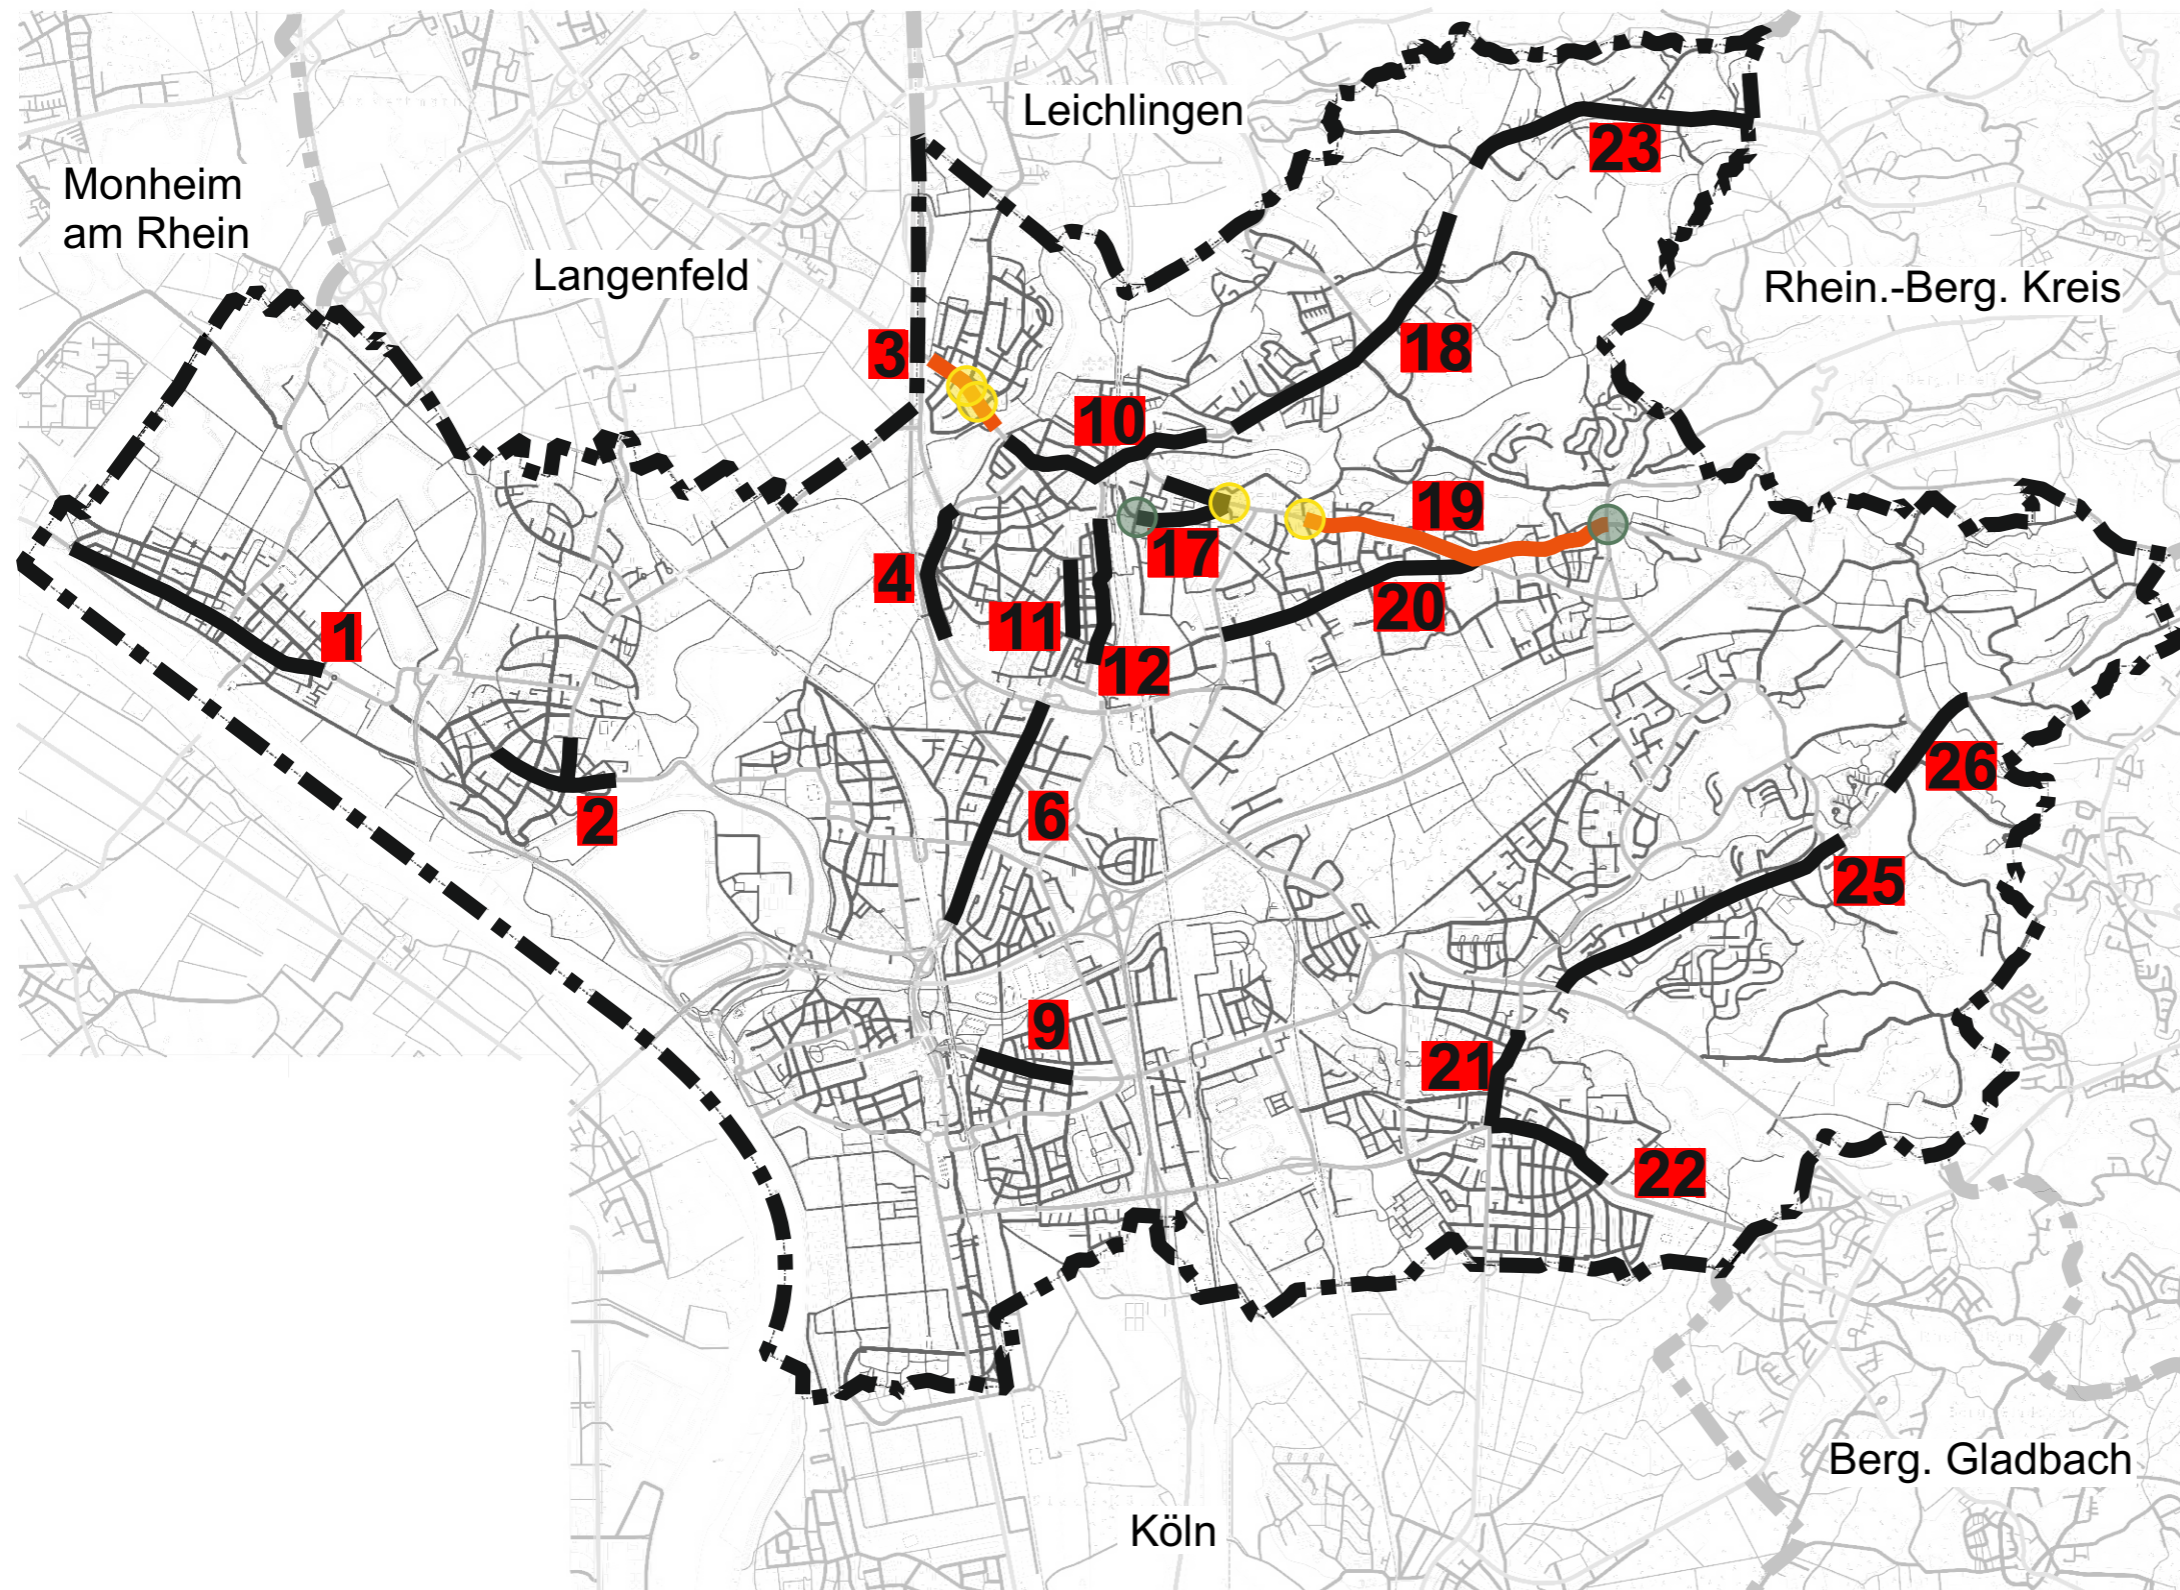 Leichlingen
23
Monheim
am Rhein
Langenfeld
Rhein.-Berg. Kreis
3
18
10
19
17
4
20
11
1
12
26
2
6
25
9
21
22
Berg. Gladbach
Köln